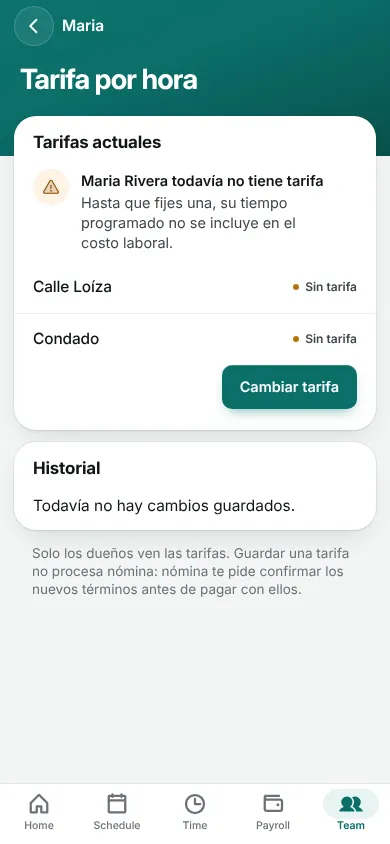 Maria
Tarifa por hora
Tarifas actuales
Maria Rivera todavía no tiene tarifa
Hasta que fijes una, su tiempo
programado no se incluye en el
costo laboral.
Calle Loíza
Sin tarifa
Condado
Sin tarifa
Cambiar tarifa
Historial
Todavía no hay cambios guardados.
Solo los dueños ven las tarifas. Guardar una tarifa
no procesa nómina: nómina te pide confirmar los
nuevos términos antes de pagar con ellos.
Home
Schedule
Time
Payroll
Team